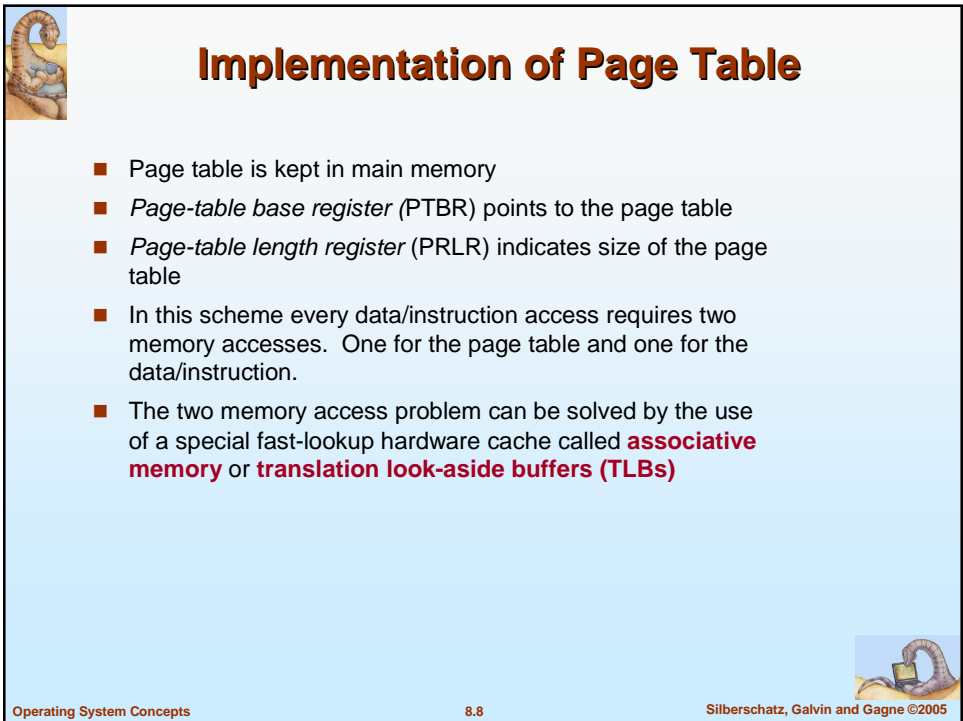 Implementation of Page Table
Page table is kept in main memory
Page-table base register (PTBR) points to the page table
Page-table length register (PRLR) indicates size of the page
table
In this scheme every data/instruction access requires two
memory accesses. One for the page table and one for the
data/instruction.
The two memory access problem can be solved by the use
of a special fast-lookup hardware cache called associative
memory or translation look-aside buffers (TLBs)
Operating System Concepts 8.8 Silberschatz, Galvin and Gagne ©2005